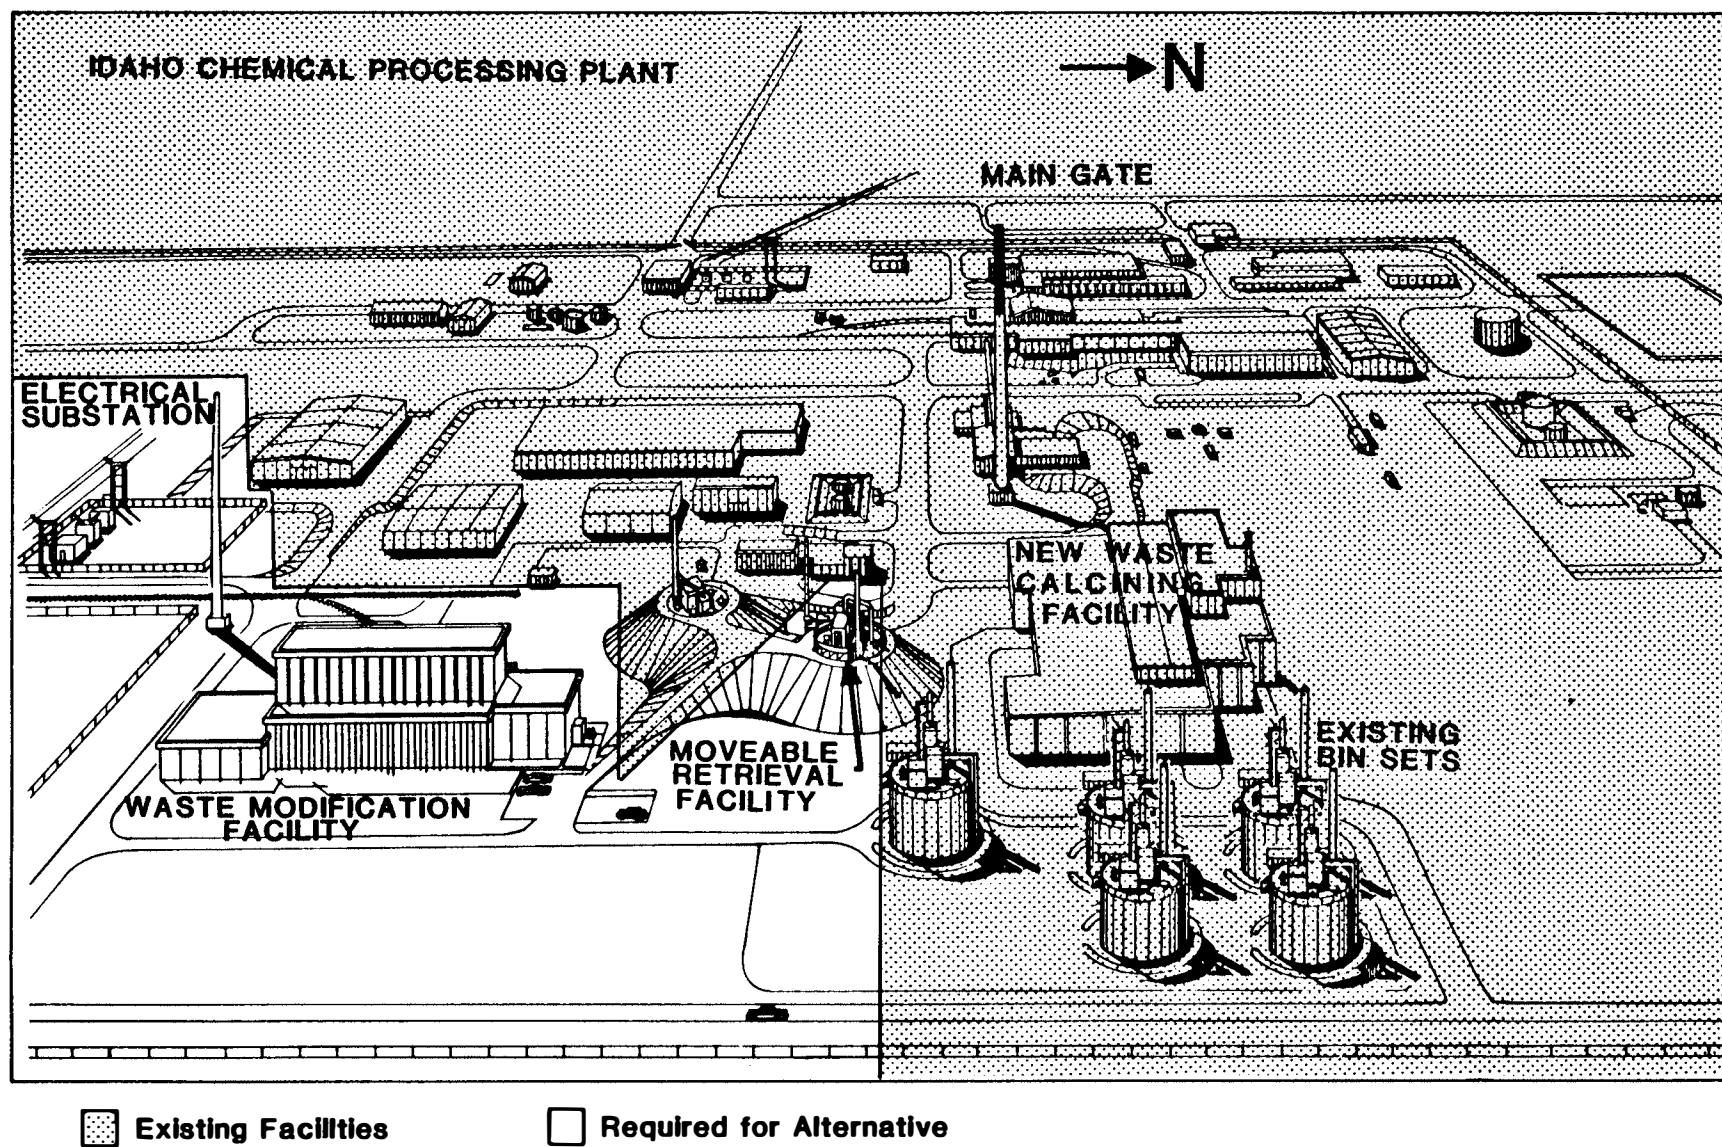 IDAHO CHEMICAL PROCESSING PLANT
N
MAIN GATE
ELECTRICAL
SUBSTATION
NEW WASTE
CALCINING
FACILITY
EXISTING
BIN SETS
MOVEABLE
RETRIEVAL
FACILITY
WASTE MODIFICATION
FACILITY
Existing Facilities
Required for Alternative